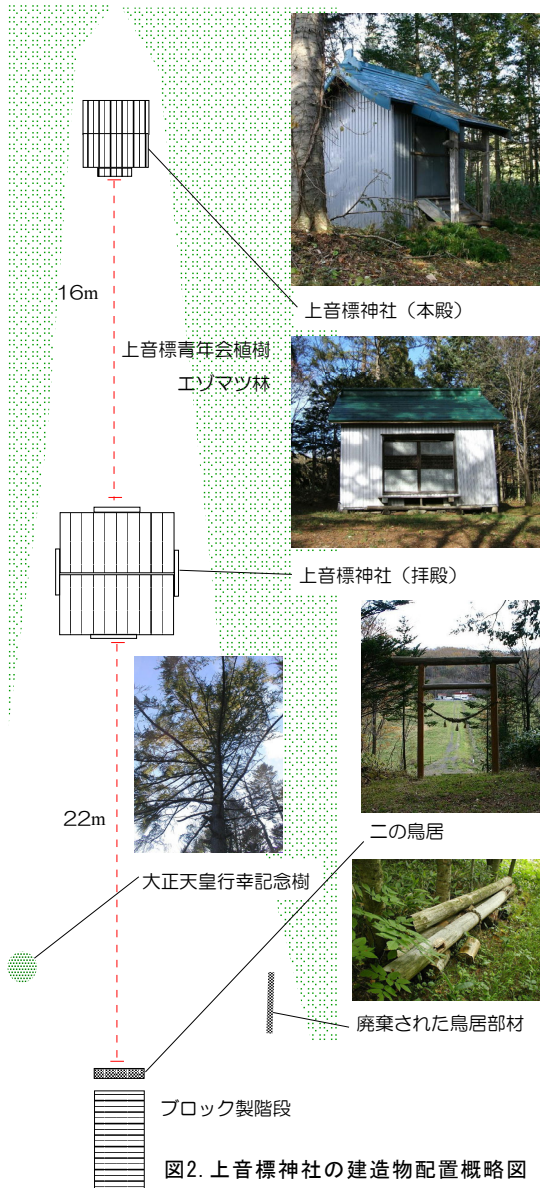 上音標神社（本殿）
16m
上音標青年会植樹
エゾマツ林
上音標神社（拝殿）
22m
二の鳥居
大正天皇行幸記念樹
廃棄された鳥居部材
ブロック製階段
図2. 上音標神社の建造物配置概略図